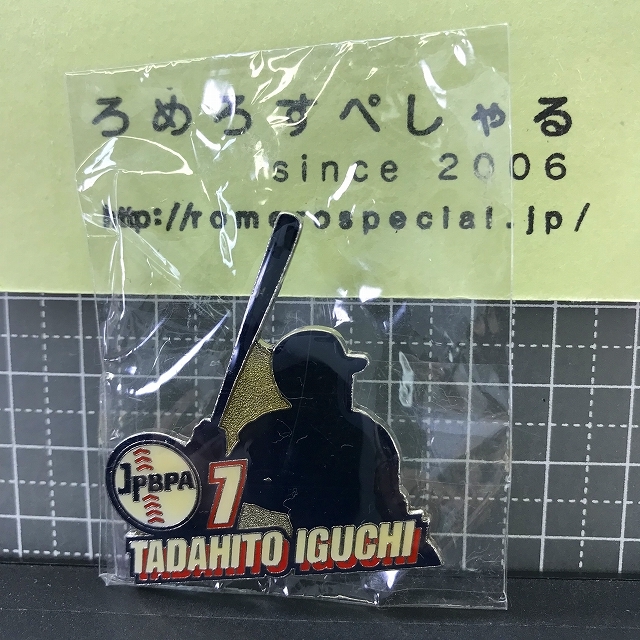 ろめろすぺしゃる
since 2006
http://romerospecial.jp/
JPBPA
7
TADAHITO IGUCHI